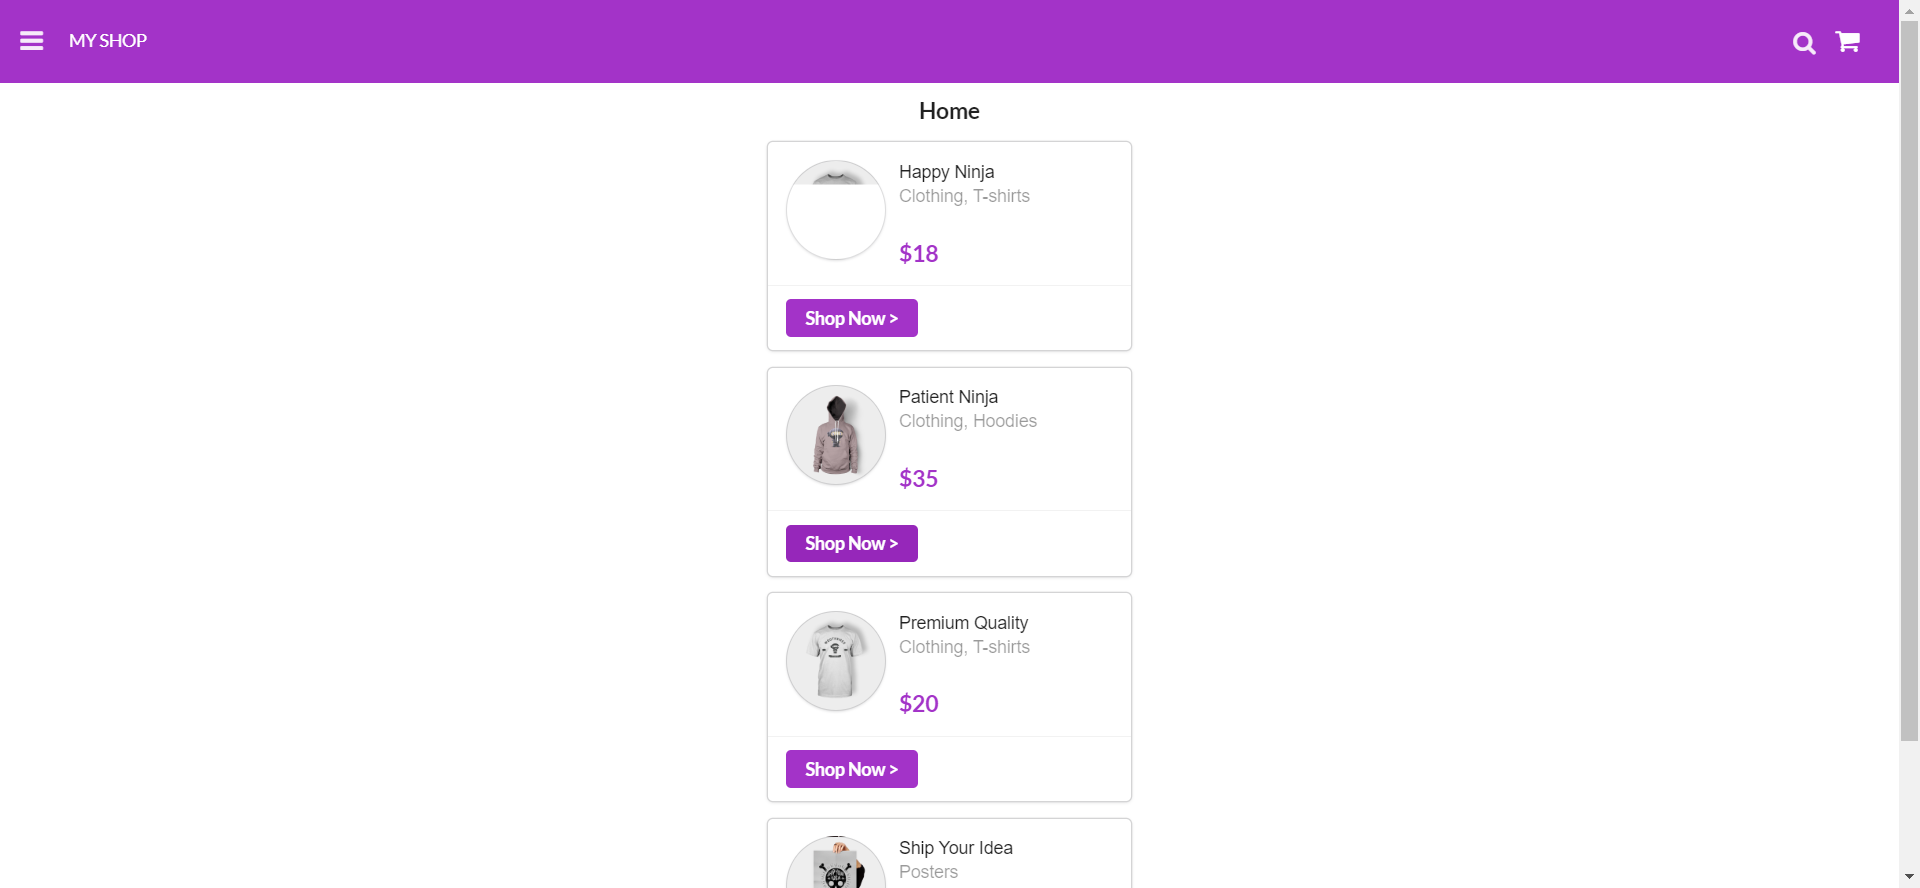 MY SHOP
Home
Happy Ninja
Clothing, T-shirts
$18
Shop Now >
Patient Ninja
Clothing, Hoodies
$35
Shop Now >
Premium Quality
Clothing, T-shirts
$20
Shop Now >
Ship Your Idea
Posters